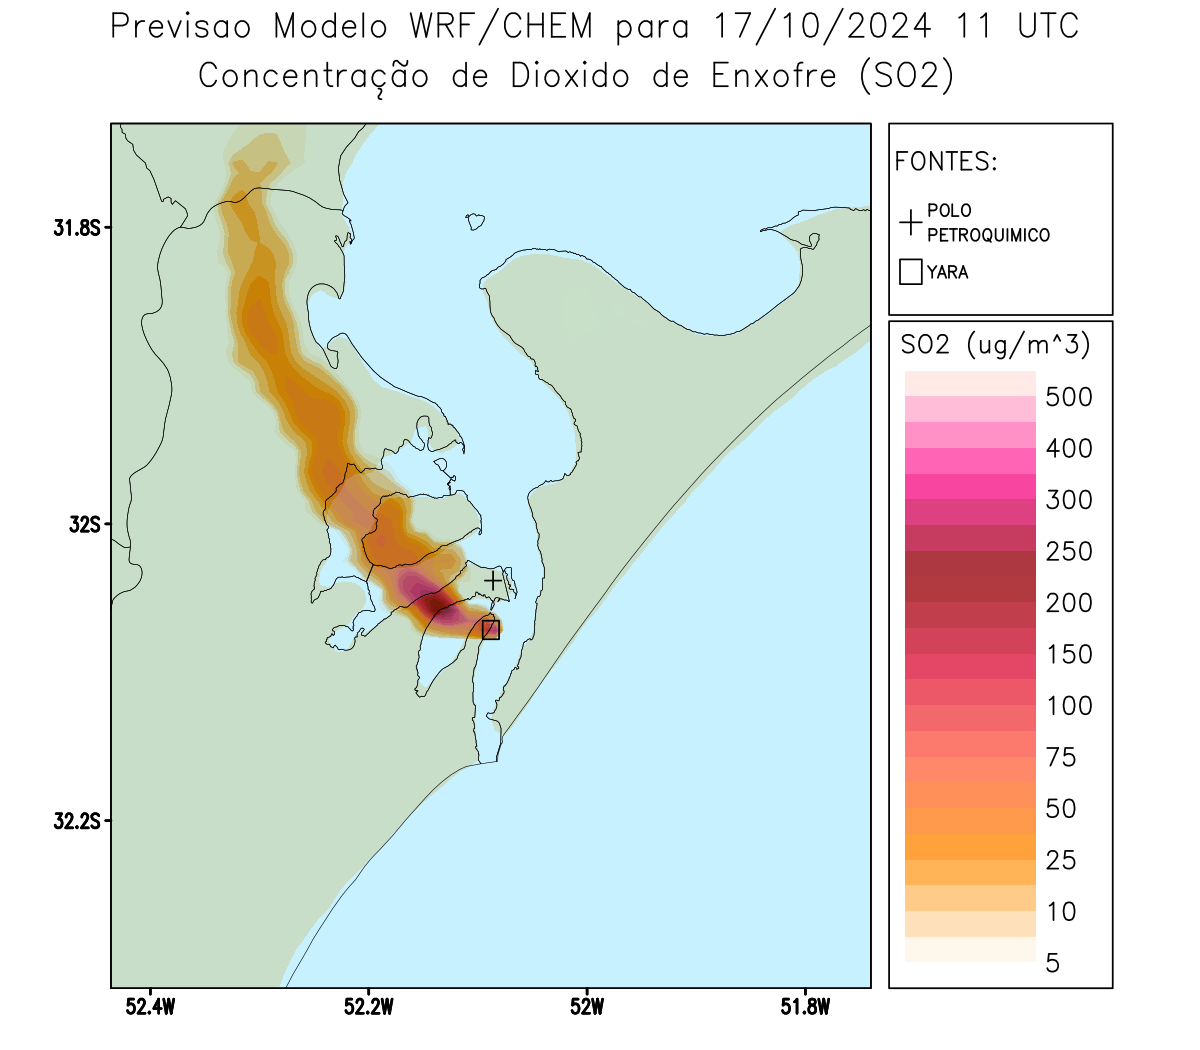 Previsao Modelo WRF/CHEM para 17/10/2024 11 UTC
Concentração de Dioxido de Enxofre (SO2)
FONTES:
POLO
PETROQUIMICO
YARA
SO2 (ug/m^3)
500
400
300
250
200
150
100
75
50
25
10
5
31.8S
32S
32.2S
52.4W
52.2W
52W
51.8W